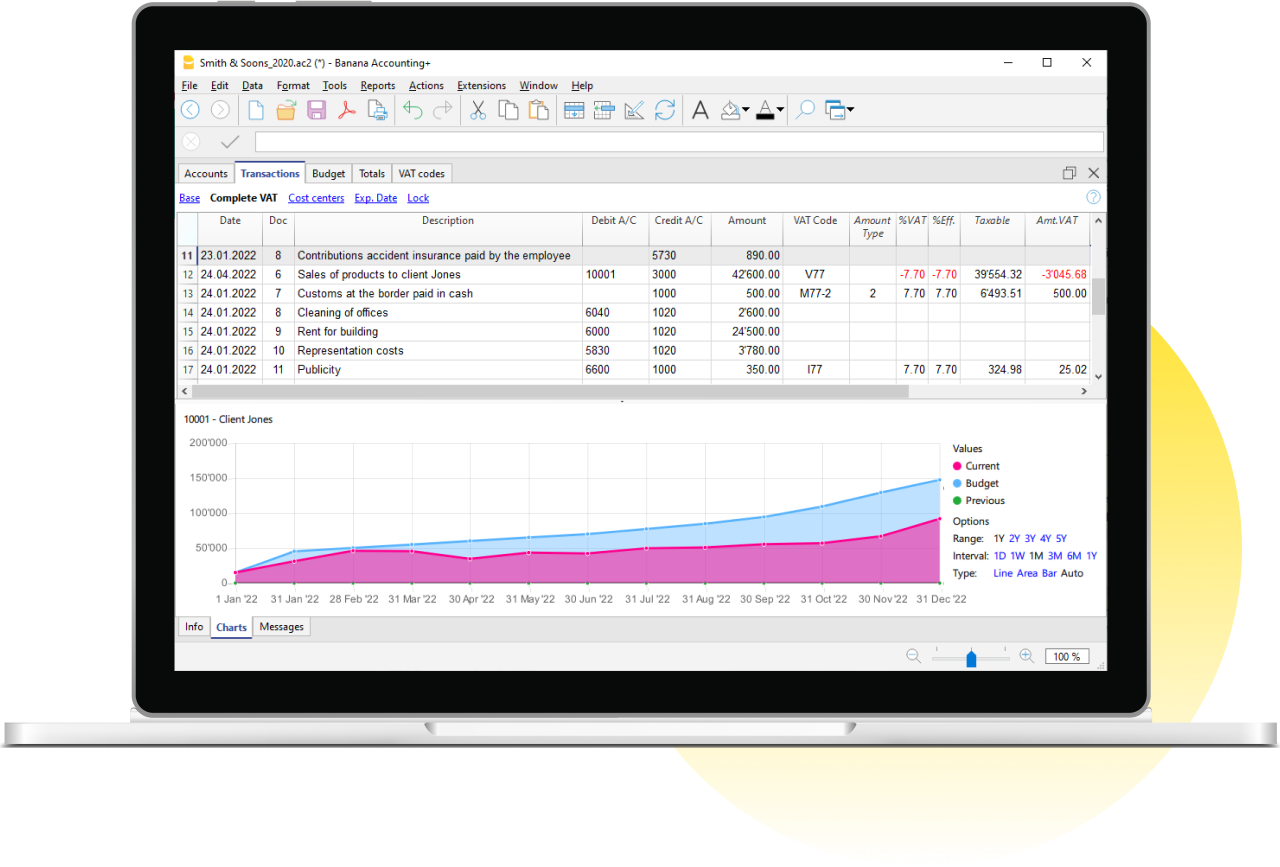 Smith & Soons_2020.ac2 (*) - Banana Accounting+
File Edit Data Format Tools Reports Actions Extensions Window Help
Accounts Transactions Budget Totals VAT codes
Base Complete VAT Cost centers Exp. Date Lock
Date Doc Description Debit A/C Credit A/C Amount VAT Code Amount Type %VAT %Eff. Taxable Amt.VAT
11 23.01.2022 8 Contributions accident insurance paid by the employee 5730 890.00
12 24.04.2022 6 Sales of products to client Jones 10001 3000 42'600.00 V77 -7.70 -7.70 39'554.32 -3'045.68
13 24.01.2022 7 Customs at the border paid in cash 1000 500.00 M77-2 2 7.70 7.70 6'493.51 500.00
14 24.01.2022 8 Cleaning of offices 6040 1020 2'600.00
15 24.01.2022 9 Rent for building 6000 1020 24'500.00
16 24.01.2022 10 Representation costs 5830 1020 3'780.00
17 24.01.2022 11 Publicity 6600 1000 350.00 I77 7.70 7.70 324.98 25.02
10001 - Client Jones
200'000
150'000
100'000
50'000
0
1 Jan '22 31 Jan '22 28 Feb '22 31 Mar '22 30 Apr '22 31 May '22 30 Jun '22 31 Jul '22 31 Aug '22 30 Sep '22 31 Oct '22 30 Nov '22 31 Dec '22
Values
Current
Budget
Previous
Options
Range: 1Y 2Y 3Y 4Y 5Y
Interval: 1D 1W 1M 3M 6M 1Y
Type: Line Area Bar Auto
Info Charts Messages
100 %